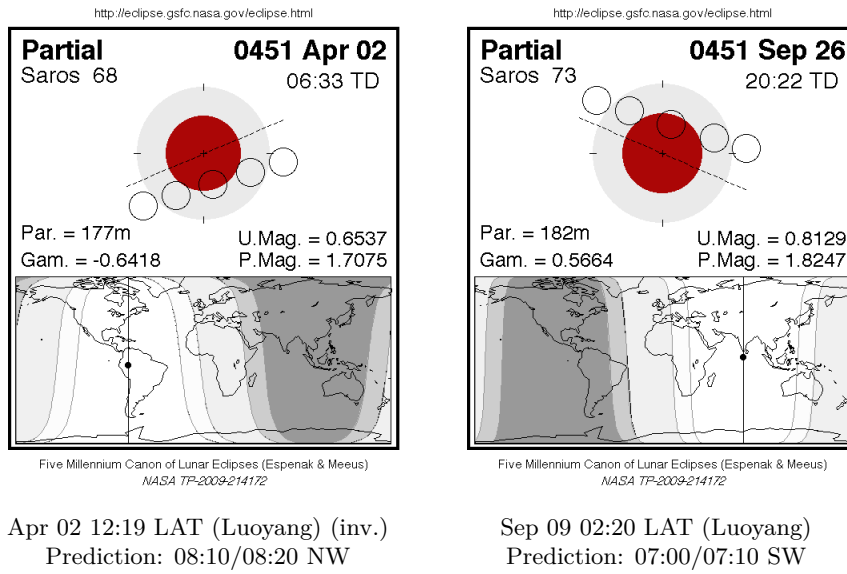 http://eclipse.gsfc.nasa.gov/eclipse.html
Partial 0451 Apr 02
Saros 68 06:33 TD
Par. = 177m U.Mag. = 0.6537
Gam. = -0.6418 P.Mag. = 1.7075
Five Millennium Canon of Lunar Eclipses (Espenak & Meeus)
NASA TP-2009-214172
Apr 02 12:19 LAT (Luoyang) (inv.)
Prediction: 08:10/08:20 NW
http://eclipse.gsfc.nasa.gov/eclipse.html
Partial 0451 Sep 26
Saros 73 20:22 TD
Par. = 182m U.Mag. = 0.8129
Gam. = 0.5664 P.Mag. = 1.8247
Five Millennium Canon of Lunar Eclipses (Espenak & Meeus)
NASA TP-2009-214172
Sep 09 02:20 LAT (Luoyang)
Prediction: 07:00/07:10 SW